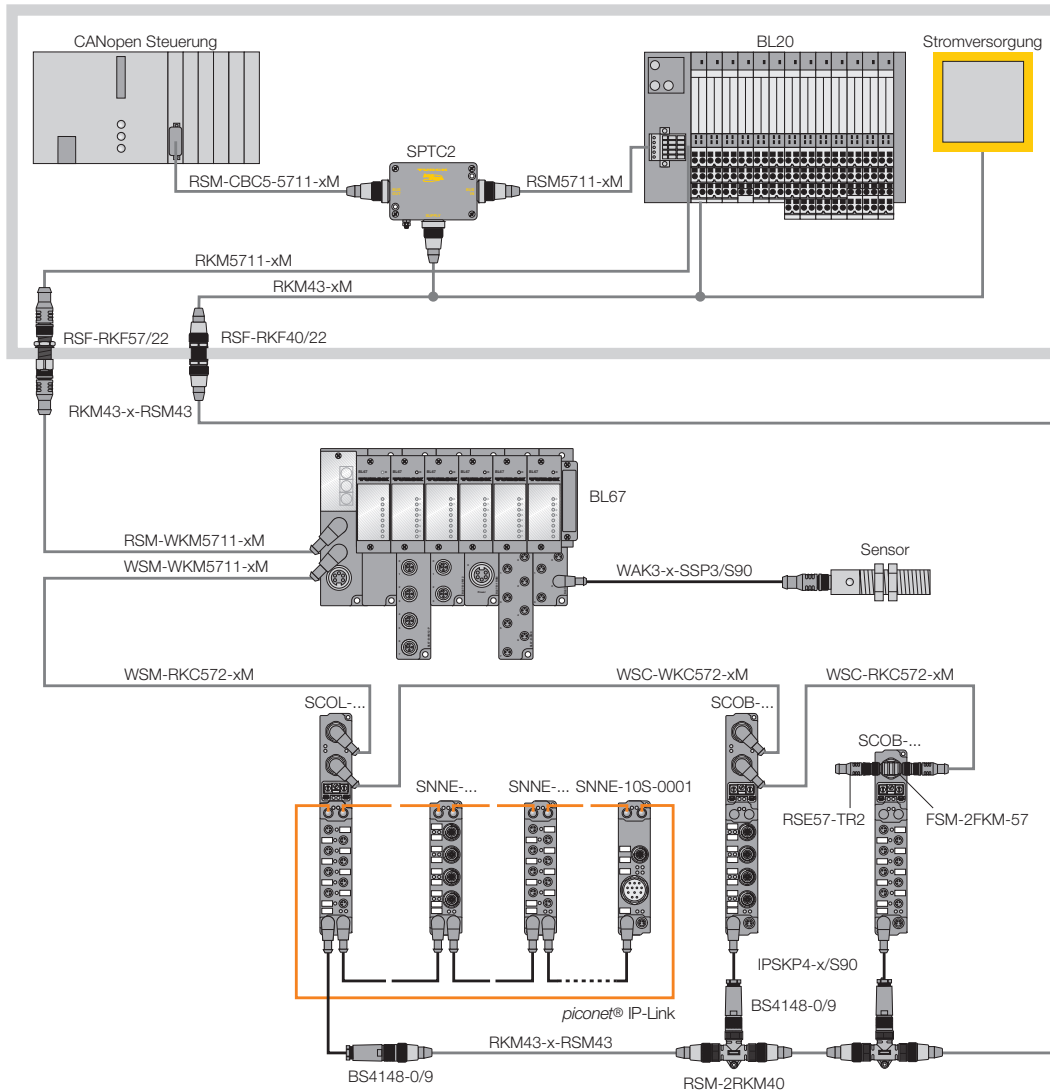 CANopen Steuerung
BL20
Stromversorgung
SPTC2
RSM-CBC5-5711-xM
RSM5711-xM
RKM5711-xM
RKM43-xM
RSF-RKF57/22
RSF-RKF40/22
RKM43-x-RSM43
BL67
RSM-WKM5711-xM
WSM-WKM5711-xM
Sensor
WAK3-x-SSP3/S90
WSM-RKC572-xM
WSC-WKC572-xM
WSC-RKC572-xM
SCOL-...
SCOB-...
SCOB-...
SNNE-...
SNNE-...
SNNE-10S-0001
RSE57-TR2
FSM-2FKM-57
IPSKP4-x/S90
BS4148-0/9
piconet® IP-Link
RKM43-x-RSM43
BS4148-0/9
RSM-2RKM40